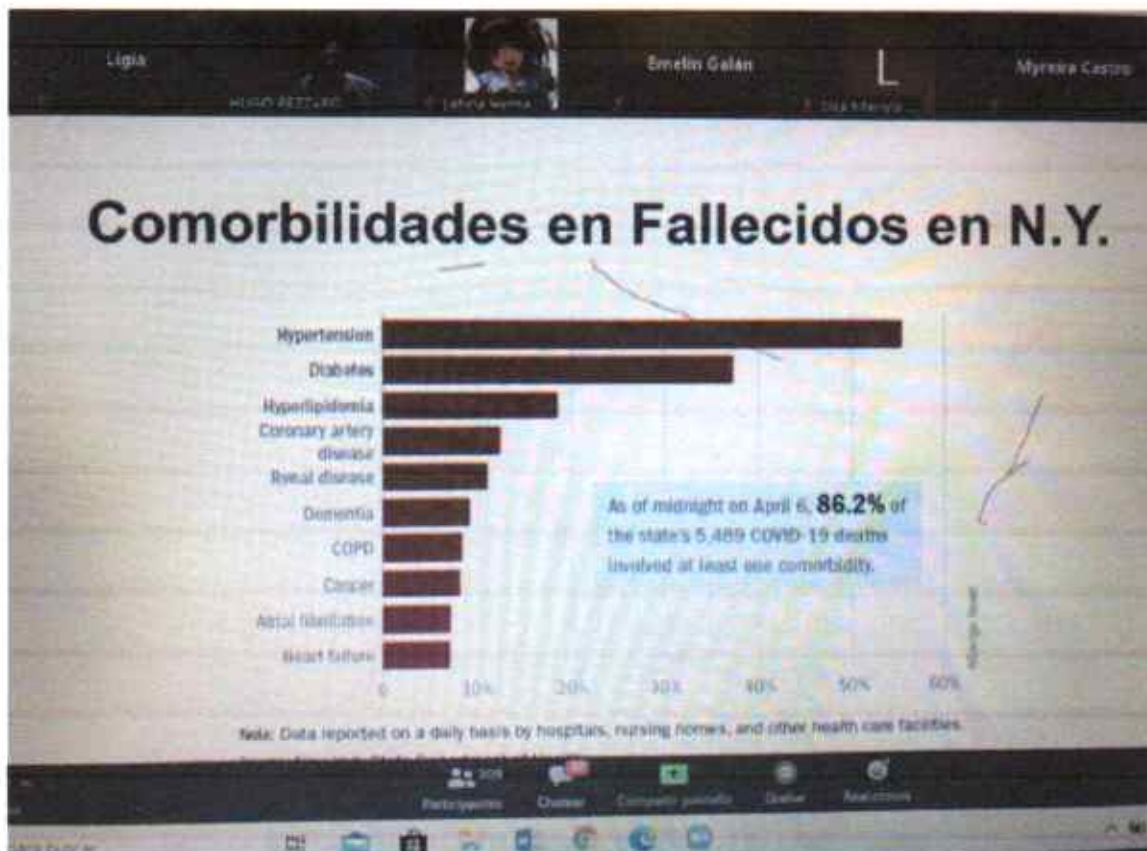 Ligia
Emelin Galán
L
Myreira Castro
Comorbilidades en Fallecidos en N.Y.
Hypertension
Diabetes
Hyperlipidemia
Coronary artery
disease
Renal disease
Dementia
COPD
Cancer
Atrial fibrillation
Heart failure
As of midnight on April 6, 86.2% of
the state's 5,489 COVID-19 deaths
involved at least one comorbidity.
0 10% 20% 30% 40% 50% 60%
Note: Data reported on a daily basis by hospitals, nursing homes, and other health care facilities.
Participantes Chatear Compartir pantalla Grabar Reacciones